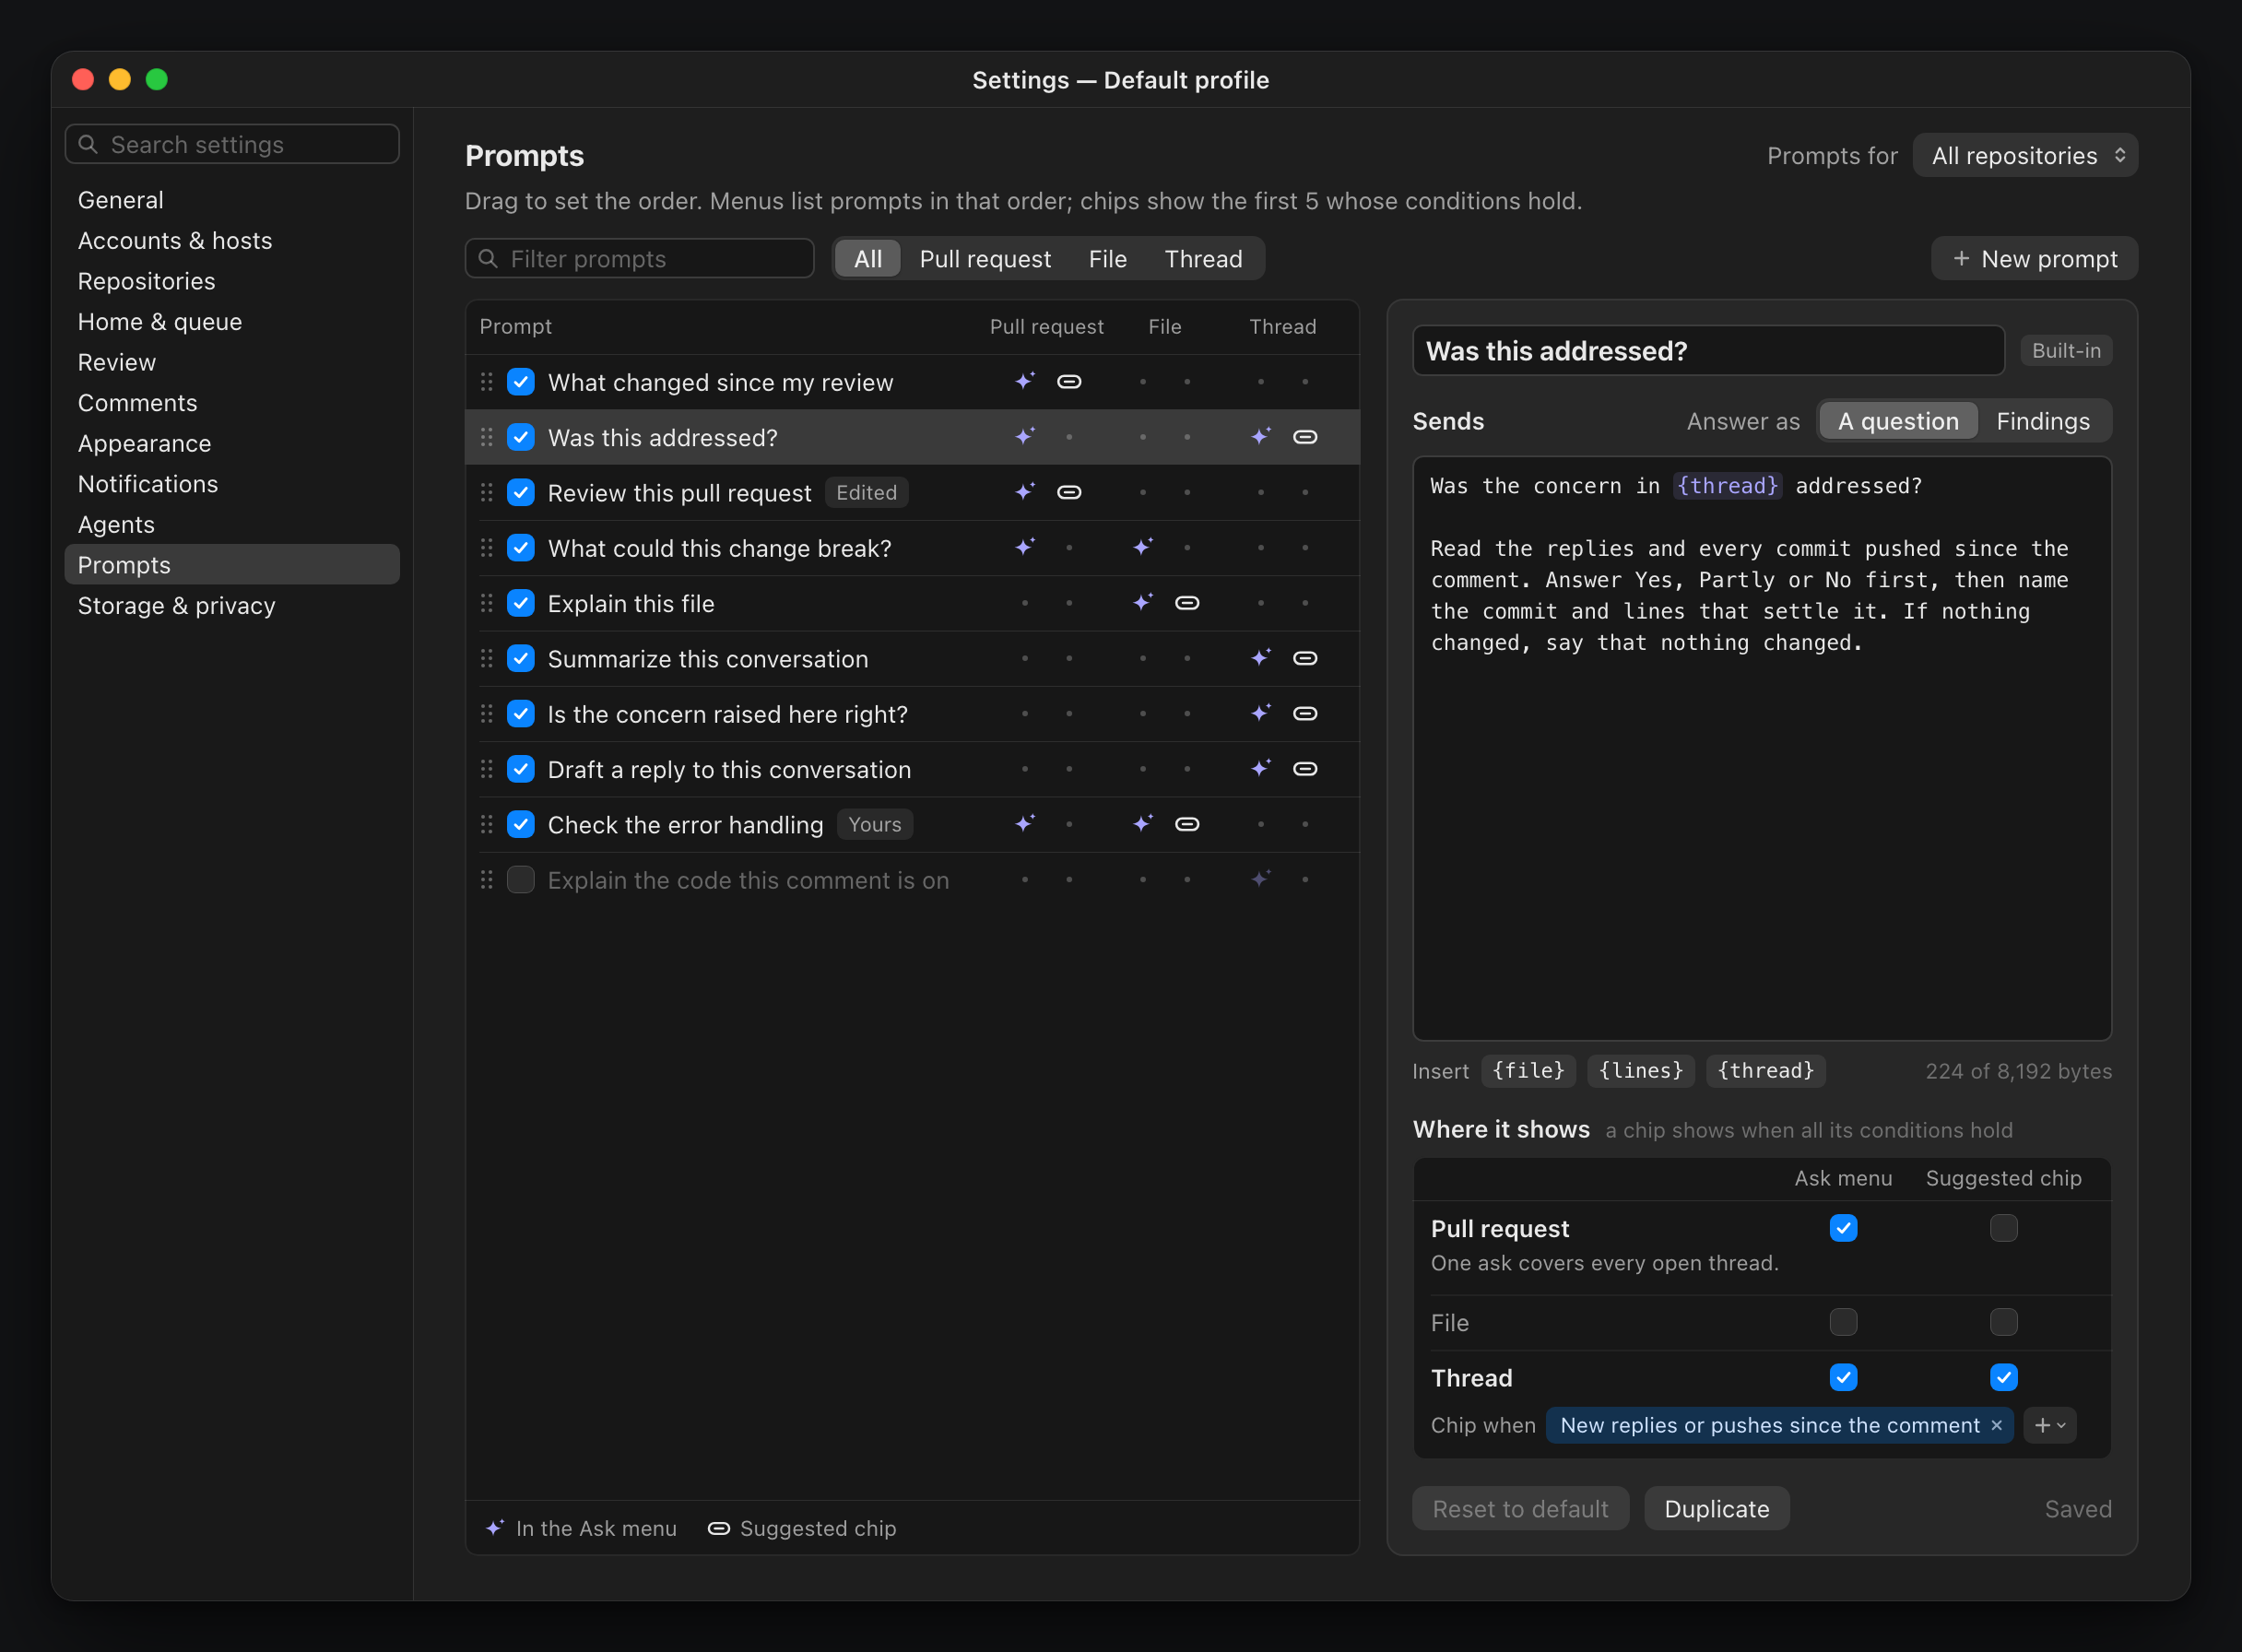 Settings — Default profile
Search settings
General
Accounts & hosts
Repositories
Home & queue
Review
Comments
Appearance
Notifications
Agents
Prompts
Storage & privacy
Prompts
Prompts for All repositories
Drag to set the order. Menus list prompts in that order; chips show the first 5 whose conditions hold.
Filter prompts
All Pull request File Thread
+ New prompt
Prompt Pull request File Thread
What changed since my review
Was this addressed?
Review this pull request Edited
What could this change break?
Explain this file
Summarize this conversation
Is the concern raised here right?
Draft a reply to this conversation
Check the error handling Yours
Explain the code this comment is on
In the Ask menu Suggested chip
Was this addressed? Built-in
Sends Answer as A question Findings
Was the concern in {thread} addressed?
Read the replies and every commit pushed since the
comment. Answer Yes, Partly or No first, then name
the commit and lines that settle it. If nothing
changed, say that nothing changed.
Insert {file} {lines} {thread} 224 of 8,192 bytes
Where it shows a chip shows when all its conditions hold
Ask menu Suggested chip
Pull request
One ask covers every open thread.
File
Thread
Chip when New replies or pushes since the comment × +
Reset to default Duplicate Saved